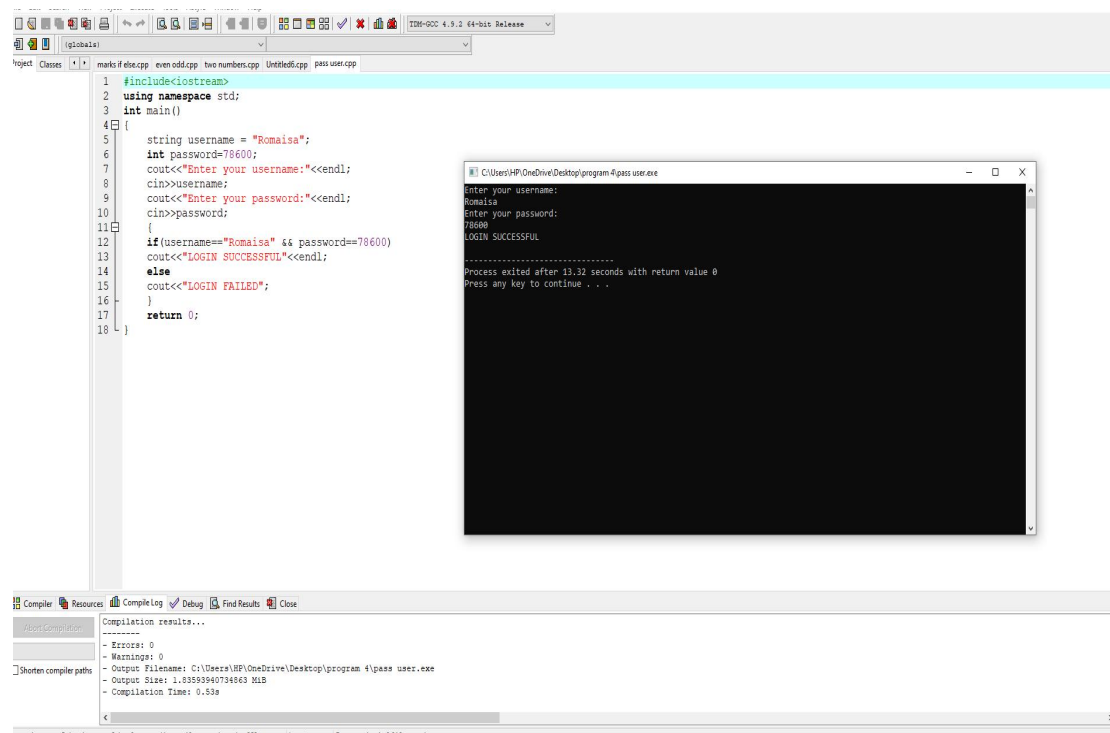 TDM-GCC 4.9.2 64-bit Release
(globals)
Project Classes marks if else.cpp even odd.cpp two numbers.cpp Untitled6.cpp pass user.cpp
1 #include<iostream>
2 using namespace std;
3 int main()
4 {
5 string username = "Romaisa";
6 int password=78600;
7 cout<<"Enter your username:"<<endl;
8 cin>>username;
9 cout<<"Enter your password:"<<endl;
10 cin>>password;
11 {
12 if(username=="Romaisa" && password==78600)
13 cout<<"LOGIN SUCCESSFUL"<<endl;
14 else
15 cout<<"LOGIN FAILED";
16 }
17 return 0;
18 }
C:\Users\HP\OneDrive\Desktop\program 4\pass user.exe
Enter your username:
Romaisa
Enter your password:
78600
LOGIN SUCCESSFUL
--------------------------------
Process exited after 13.32 seconds with return value 0
Press any key to continue . . .
Compiler Resources Compile Log Debug Find Results Close
Abort Compilation
Shorten compiler paths
Compilation results...
--------
- Errors: 0
- Warnings: 0
- Output Filename: C:\Users\HP\OneDrive\Desktop\program 4\pass user.exe
- Output Size: 1.83593940734863 MiB
- Compilation Time: 0.53s